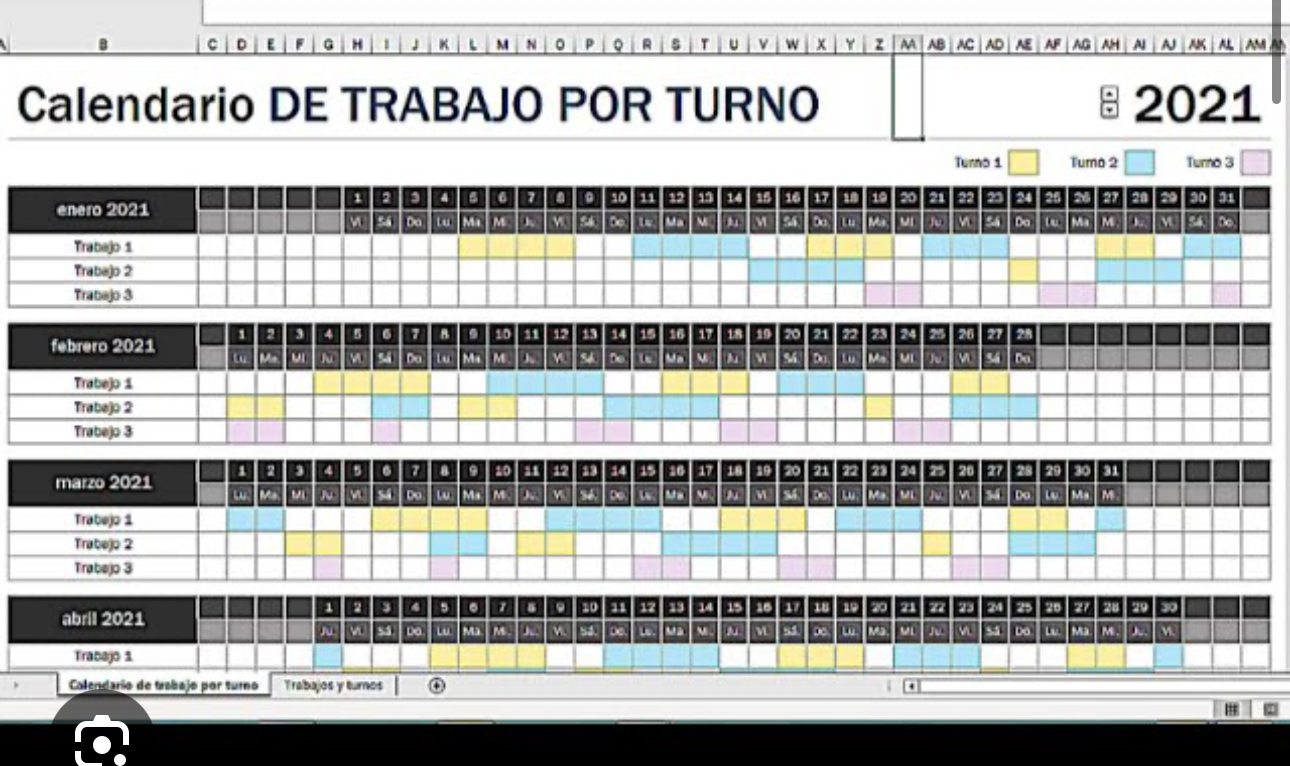 B C D E F G H I J K L M N O P Q R S T U V W X Y Z AA AB AC AD AE AF AG AH AI AJ AK AL AM
Calendario DE TRABAJO POR TURNO 2021
Turno 1 Turno 2 Turno 3
enero 2021 1 2 3 4 5 6 7 8 9 10 11 12 13 14 15 16 17 18 19 20 21 22 23 24 25 26 27 28 29 30 31
Vi. Sá. Do. Lu. Ma. Mi. Ju. Vi. Sá. Do. Lu. Ma. Mi. Ju. Vi. Sá. Do. Lu. Ma. Mi. Ju. Vi. Sá. Do. Lu. Ma. Mi. Ju. Vi. Sá. Do.
Trabajo 1
Trabajo 2
Trabajo 3
febrero 2021 1 2 3 4 5 6 7 8 9 10 11 12 13 14 15 16 17 18 19 20 21 22 23 24 25 26 27 28
Lu. Ma. Mi. Ju. Vi. Sá. Do. Lu. Ma. Mi. Ju. Vi. Sá. Do. Lu. Ma. Mi. Ju. Vi. Sá. Do. Lu. Ma. Mi. Ju. Vi. Sá. Do.
Trabajo 1
Trabajo 2
Trabajo 3
marzo 2021 1 2 3 4 5 6 7 8 9 10 11 12 13 14 15 16 17 18 19 20 21 22 23 24 25 26 27 28 29 30 31
Lu. Ma. Mi. Ju. Vi. Sá. Do. Lu. Ma. Mi. Ju. Vi. Sá. Do. Lu. Ma. Mi. Ju. Vi. Sá. Do. Lu. Ma. Mi. Ju. Vi. Sá. Do. Lu. Ma. Mi.
Trabajo 1
Trabajo 2
Trabajo 3
abril 2021 1 2 3 4 5 6 7 8 9 10 11 12 13 14 15 16 17 18 19 20 21 22 23 24 25 26 27 28 29 30
Ju. Vi. Sá. Do. Lu. Ma. Mi. Ju. Vi. Sá. Do. Lu. Ma. Mi. Ju. Vi. Sá. Do. Lu. Ma. Mi. Ju. Vi. Sá. Do. Lu. Ma. Mi. Ju. Vi.
Trabajo 1
Calendario de trabajo por turno Trabajos y turnos